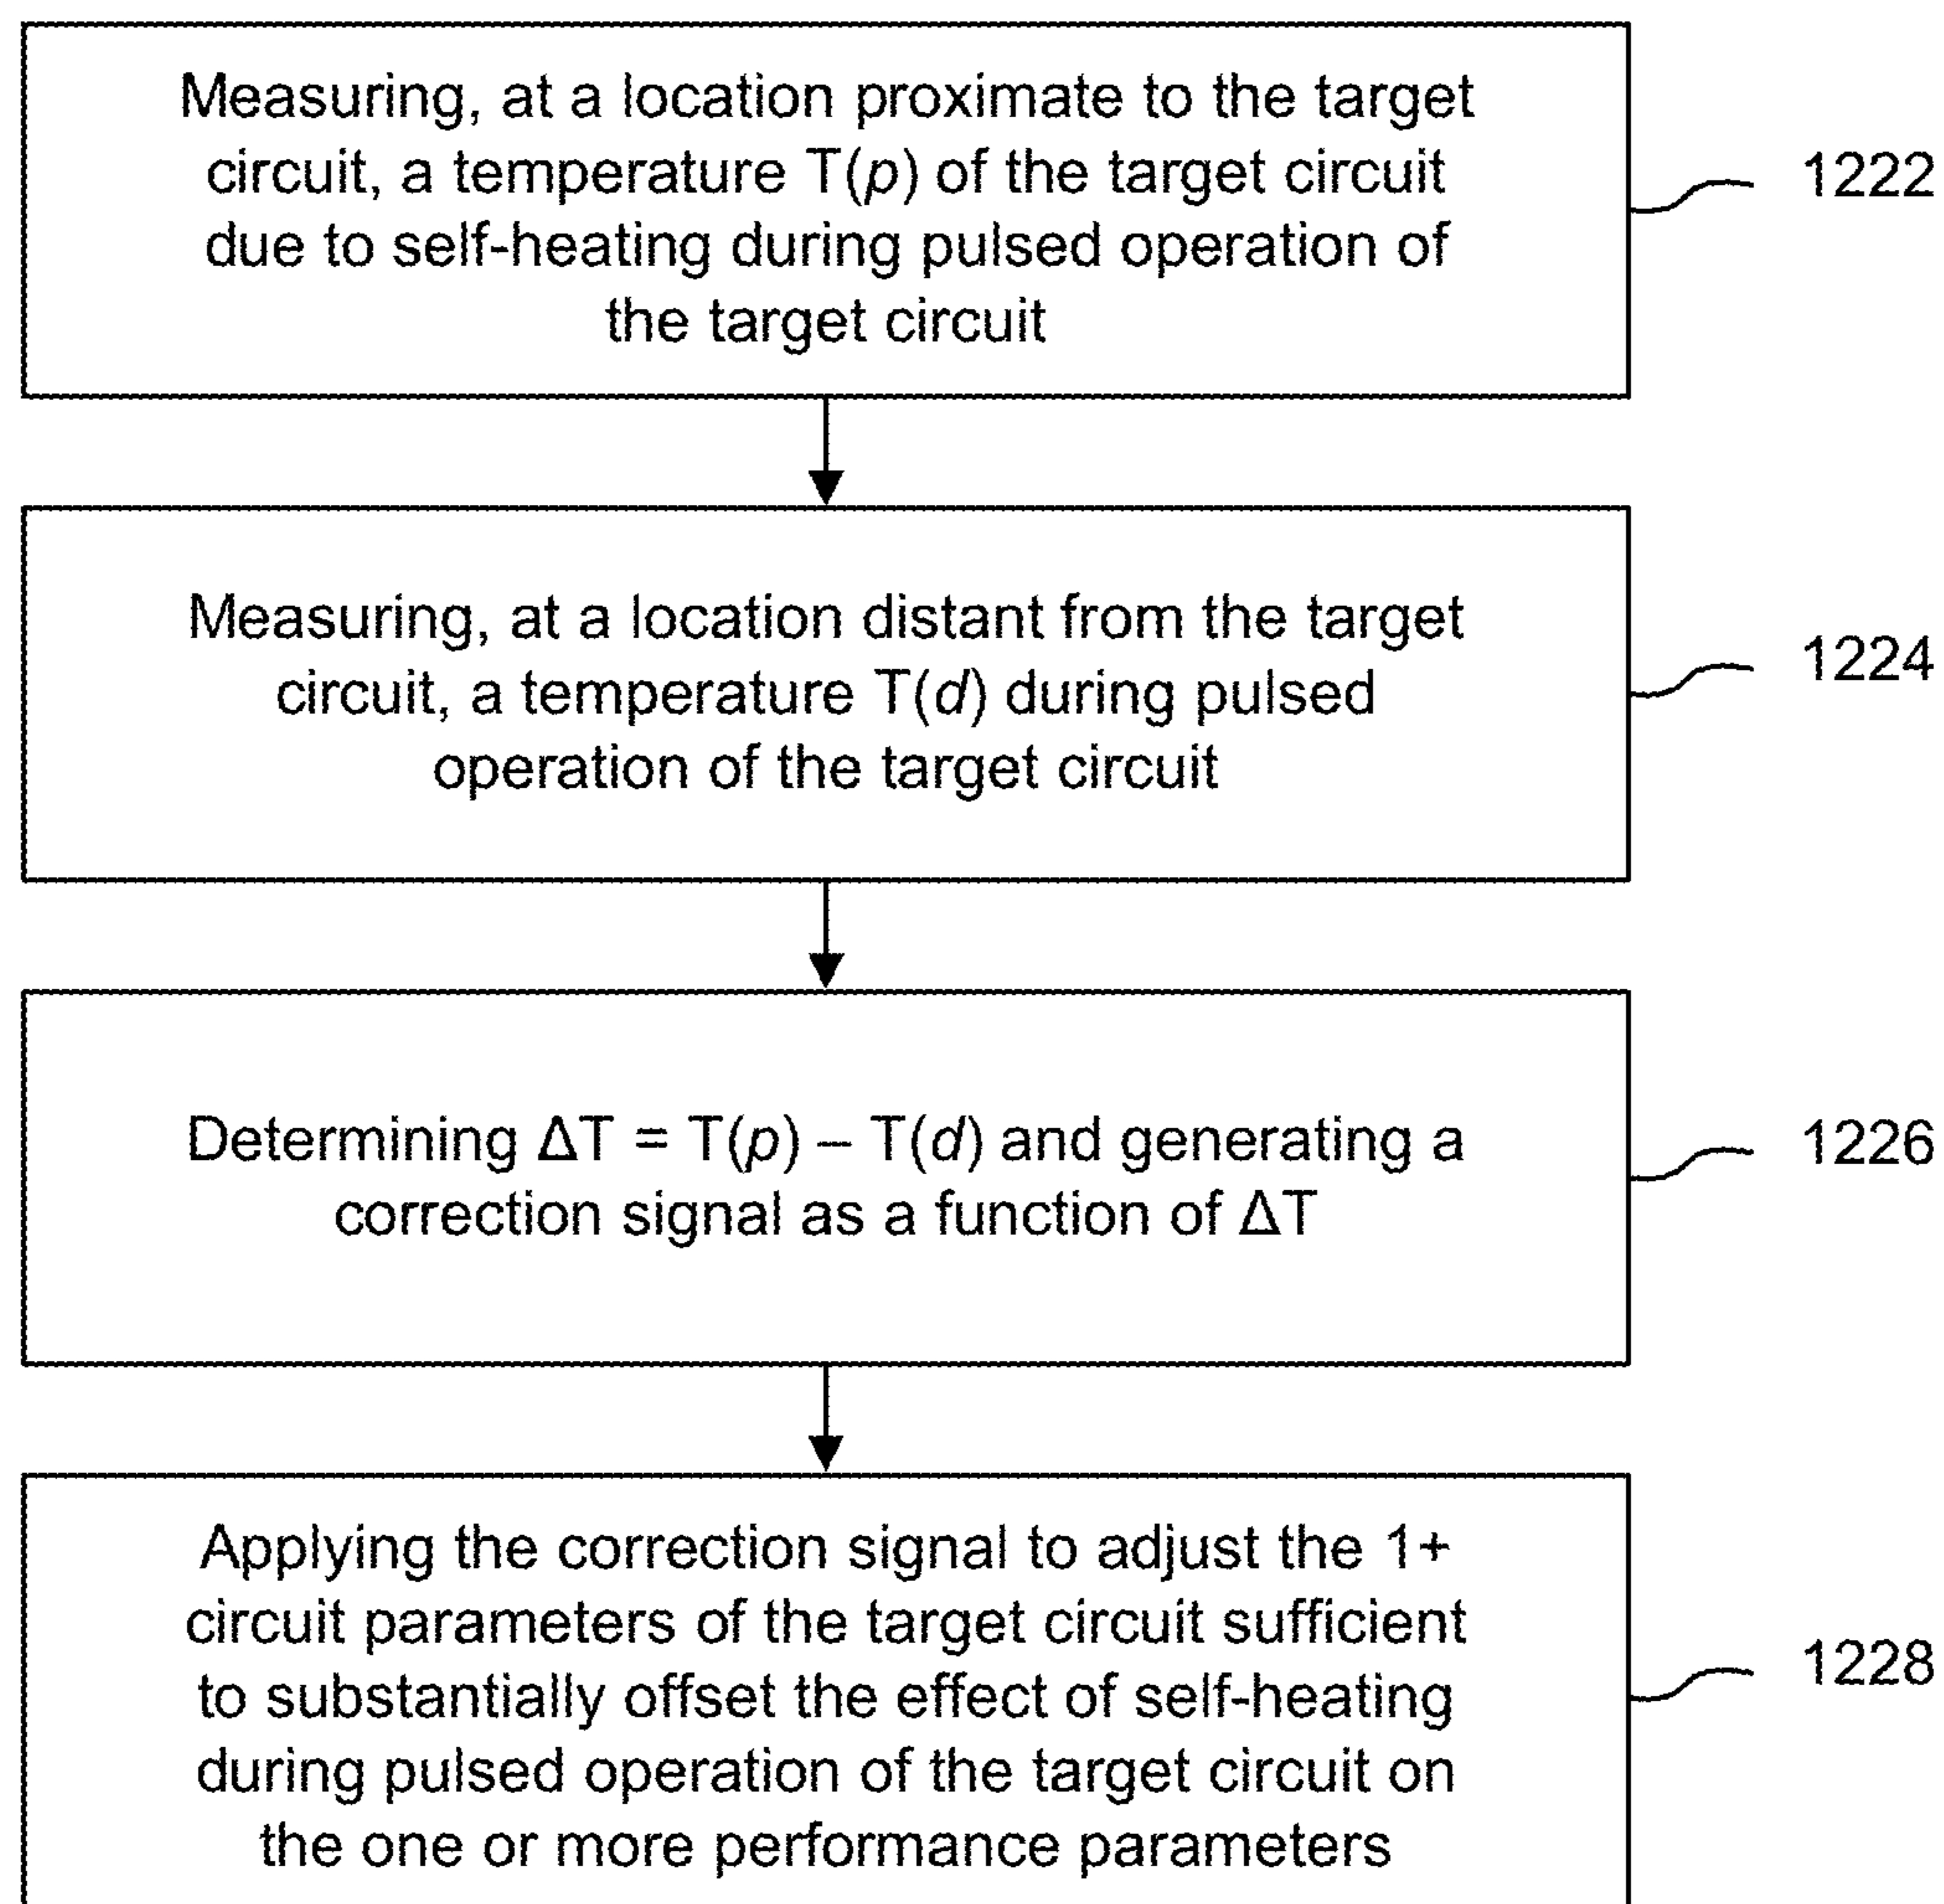 Measuring, at a location proximate to the target
circuit, a temperature T(p) of the target circuit
due to self-heating during pulsed operation of
the target circuit
1222
Measuring, at a location distant from the target
circuit, a temperature T(d) during pulsed
operation of the target circuit
1224
Determining ΔT = T(p) – T(d) and generating a
correction signal as a function of ΔT
1226
Applying the correction signal to adjust the 1+
circuit parameters of the target circuit sufficient
to substantially offset the effect of self-heating
during pulsed operation of the target circuit on
the one or more performance parameters
1228